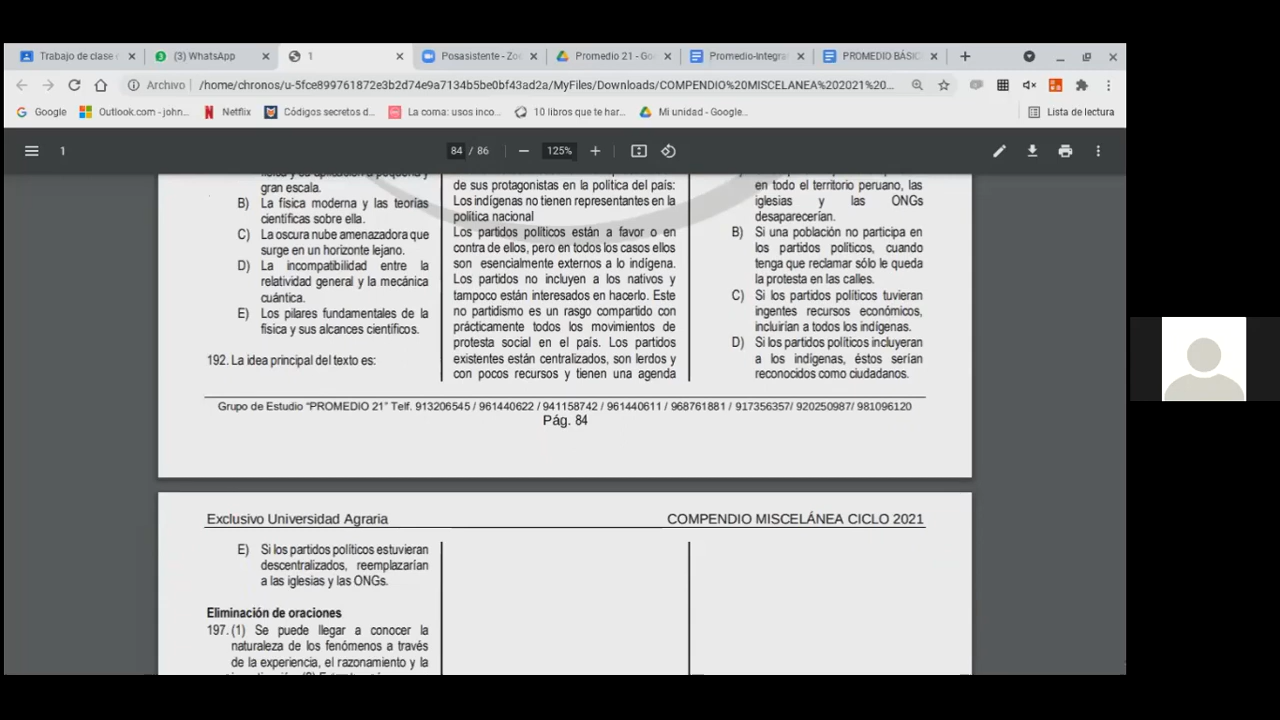 Trabajo de clase
(3) WhatsApp
1
Posasistente - Zo
Promedio 21 - Go
Promedio-Integra
PROMEDIO BÁSIC
Archivo
/home/chronos/u-5fce899761872e3b2d74e9a7134b5be0bf43ad2a/MyFiles/Downloads/COMPENDIO%20MISCELANEA%202021%20...
Google
Outlook.com - john...
Netflix
Códigos secretos d...
La coma: usos inco...
10 libros que te har...
Mi unidad - Google...
Lista de lectura
1
84 / 86
125%
gran escala.
B) La física moderna y las teorías
científicas sobre ella.
C) La oscura nube amenazadora que
surge en un horizonte lejano.
D) La incompatibilidad entre la
relatividad general y la mecánica
cuántica.
E) Los pilares fundamentales de la
física y sus alcances científicos.
192. La idea principal del texto es:
de sus protagonistas en la política del país:
Los indígenas no tienen representantes en la
política nacional
Los partidos políticos están a favor o en
contra de ellos, pero en todos los casos ellos
son esencialmente externos a lo indígena.
Los partidos no incluyen a los nativos y
tampoco están interesados en hacerlo. Este
no partidismo es un rasgo compartido con
prácticamente todos los movimientos de
protesta social en el país. Los partidos
existentes están centralizados, son lerdos y
con pocos recursos y tienen una agenda
en todo el territorio peruano, las
iglesias y las ONGs
desaparecerían.
B) Si una población no participa en
los partidos políticos, cuando
tenga que reclamar sólo le queda
la protesta en las calles.
C) Si los partidos políticos tuvieran
ingentes recursos económicos,
incluirían a todos los indígenas.
D) Si los partidos políticos incluyeran
a los indígenas, éstos serían
reconocidos como ciudadanos.
Grupo de Estudio "PROMEDIO 21" Telf. 913206545 / 961440622 / 941158742 / 961440611 / 968761881 / 917356357/ 920250987/ 981096120
Pág. 84
Exclusivo Universidad Agraria
COMPENDIO MISCELÁNEA CICLO 2021
E) Si los partidos políticos estuvieran
descentralizados, reemplazarían
a las iglesias y las ONGs.
Eliminación de oraciones
197. (1) Se puede llegar a conocer la
naturaleza de los fenómenos a través
de la experiencia, el razonamiento y la